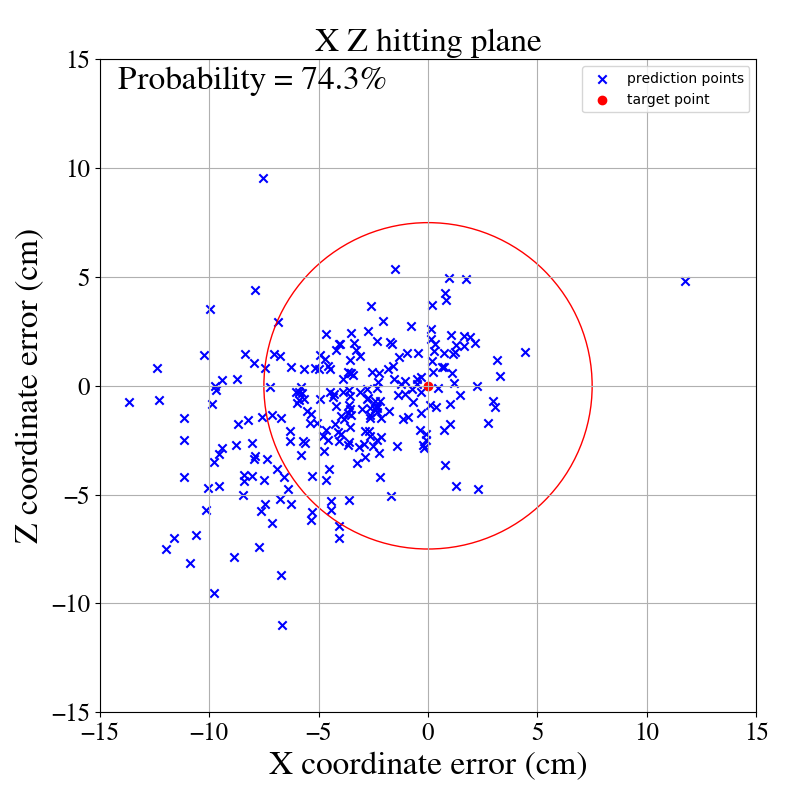 X Z hitting plane
Probability = 74.3%
prediction points
target point
15
10
5
0
−5
−10
−15
Z coordinate error (cm)
−15 −10 −5 0 5 10 15
X coordinate error (cm)